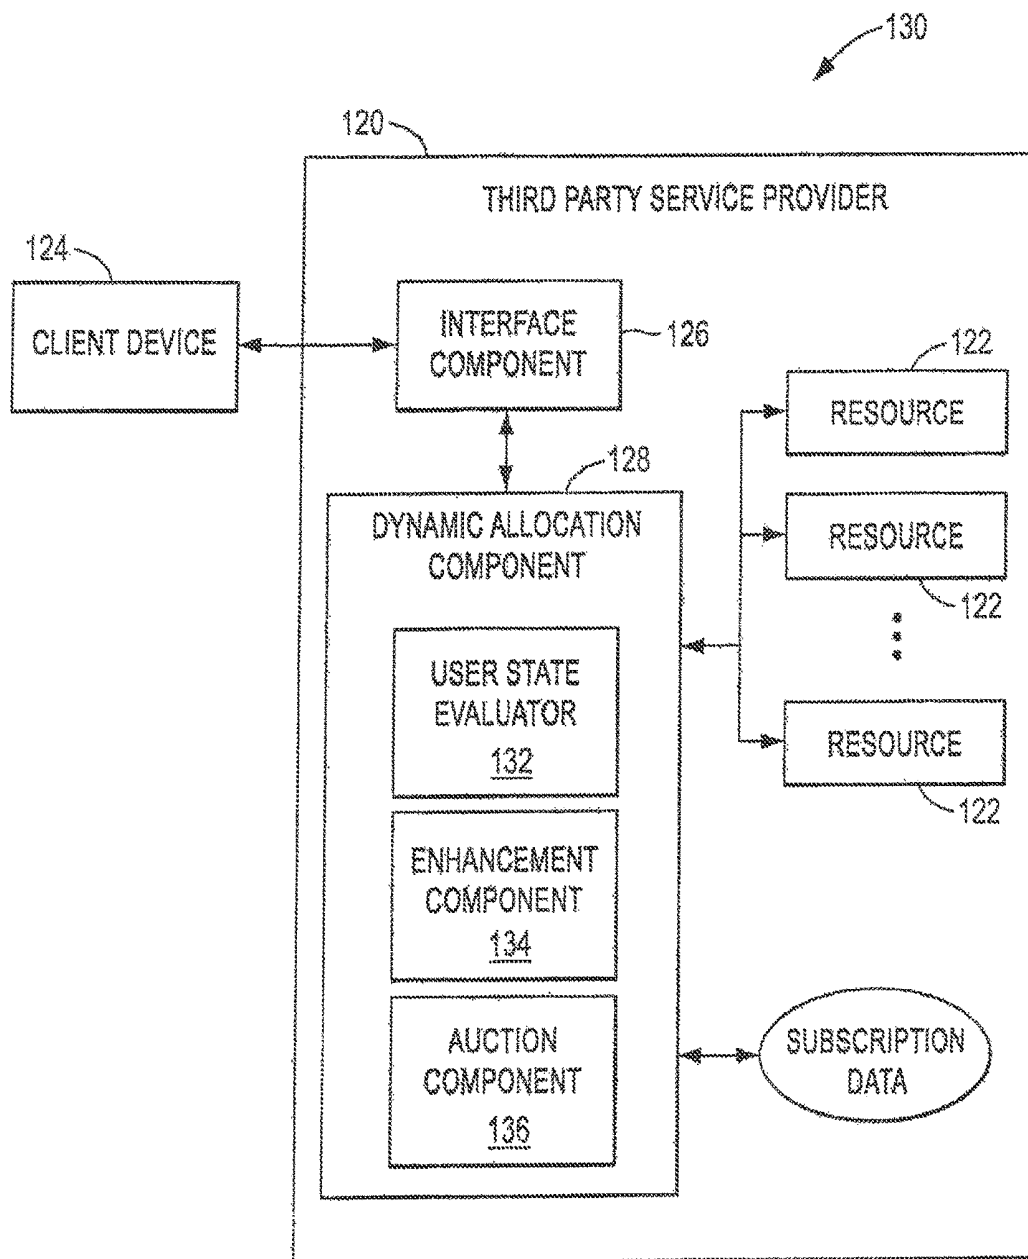 130
120
THIRD PARTY SERVICE PROVIDER
124
CLIENT DEVICE
INTERFACE
COMPONENT
126
122
RESOURCE
128
DYNAMIC ALLOCATION
COMPONENT
RESOURCE
122
USER STATE
EVALUATOR
132
RESOURCE
122
ENHANCEMENT
COMPONENT
134
AUCTION
COMPONENT
136
SUBSCRIPTION
DATA